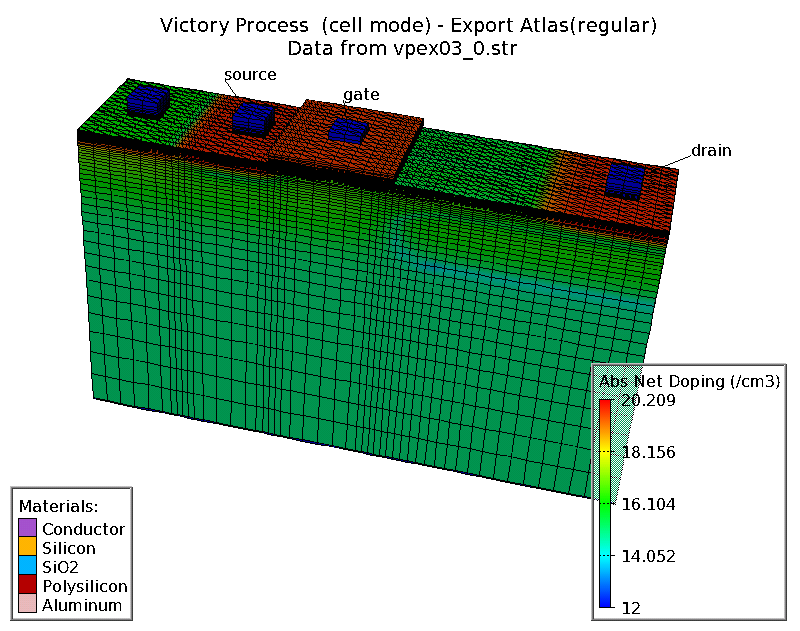 Victory Process  (cell mode) - Export Atlas(regular)
Data from vpex03_0.str
source
gate
drain
Abs Net Doping (/cm3)
20.209
18.156
16.104
14.052
12
Materials:
Conductor
Silicon
SiO2
Polysilicon
Aluminum